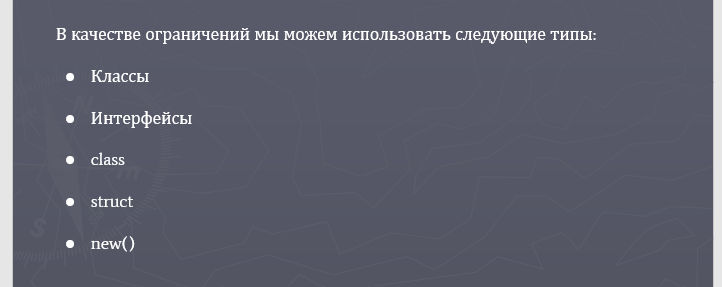 В качестве ограничений мы можем использовать следующие типы:
● Классы
● Интерфейсы
● class
● struct
● new()